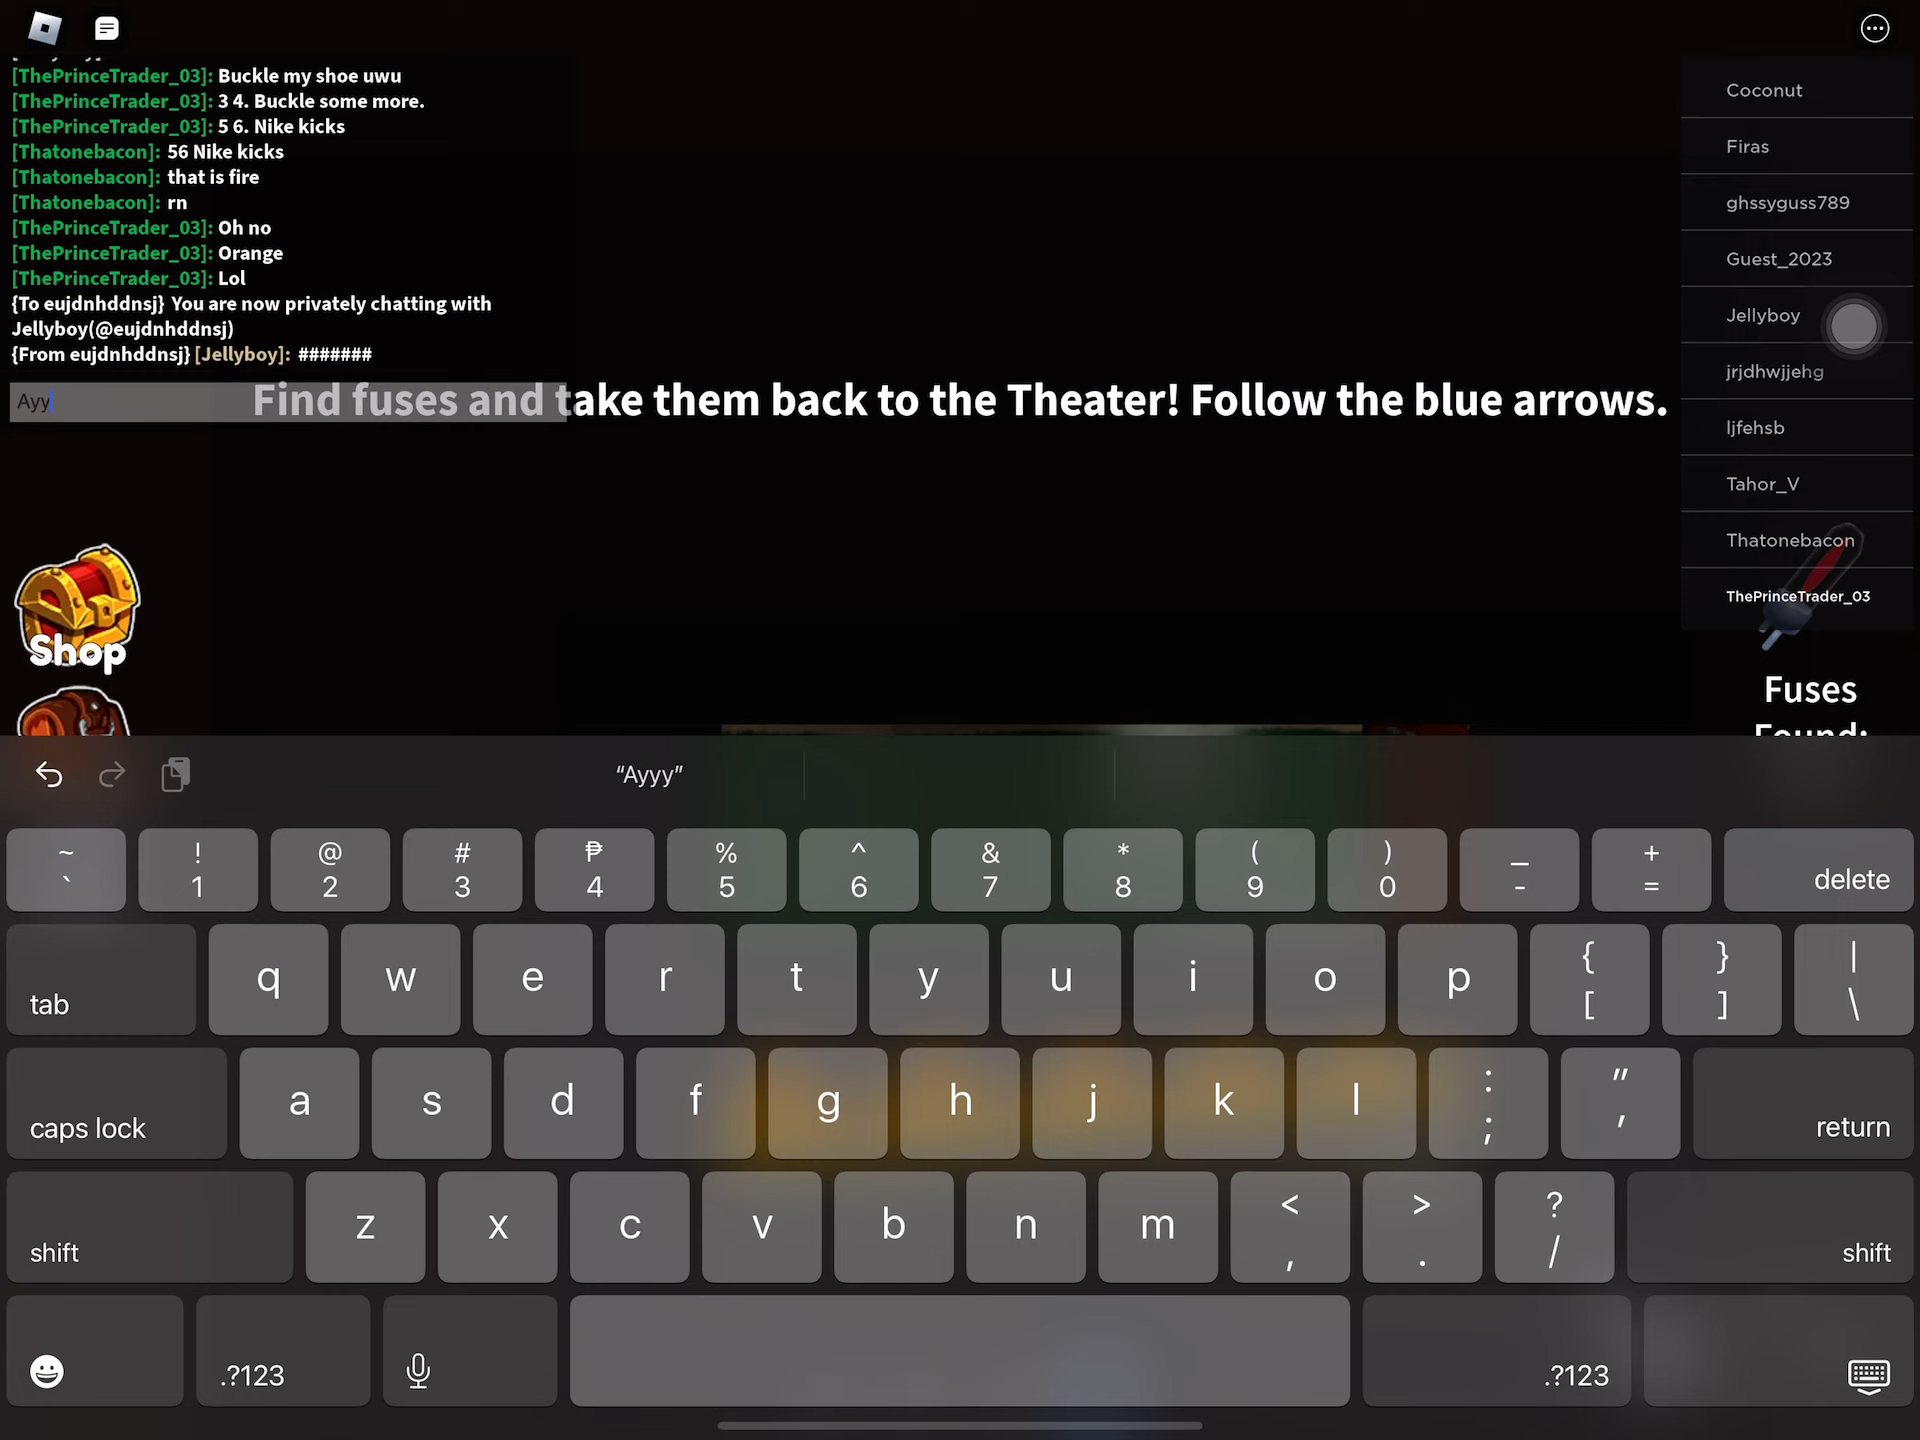 [ThePrinceTrader_03]: Buckle my shoe uwu
[ThePrinceTrader_03]: 3 4. Buckle some more.
[ThePrinceTrader_03]: 5 6. Nike kicks
[Thatonebacon]: 56 Nike kicks
[Thatonebacon]: that is fire
[Thatonebacon]: rn
[ThePrinceTrader_03]: Oh no
[ThePrinceTrader_03]: Orange
[ThePrinceTrader_03]: Lol
{To eujdnhddnsj} You are now privately chatting with
Jellyboy(@eujdnhddnsj)
{From eujdnhddnsj} [Jellyboy]: #######
Ayy
Find fuses and take them back to the Theater! Follow the blue arrows.
Coconut
Firas
ghssyguss789
Guest_2023
Jellyboy
jrjdhwjjehg
ljfehsb
Tahor_V
Thatonebacon
ThePrinceTrader_03
Shop
Fuses
Found:
“Ayyy”
~ ! @ # ₱ % ^ & * ( ) _ +
` 1 2 3 4 5 6 7 8 9 0 - = delete
tab q w e r t y u i o p { [ } ] | \
caps lock a s d f g h j k l : ; " ' return
shift z x c v b n m < , > . ? / shift
.?123 .?123